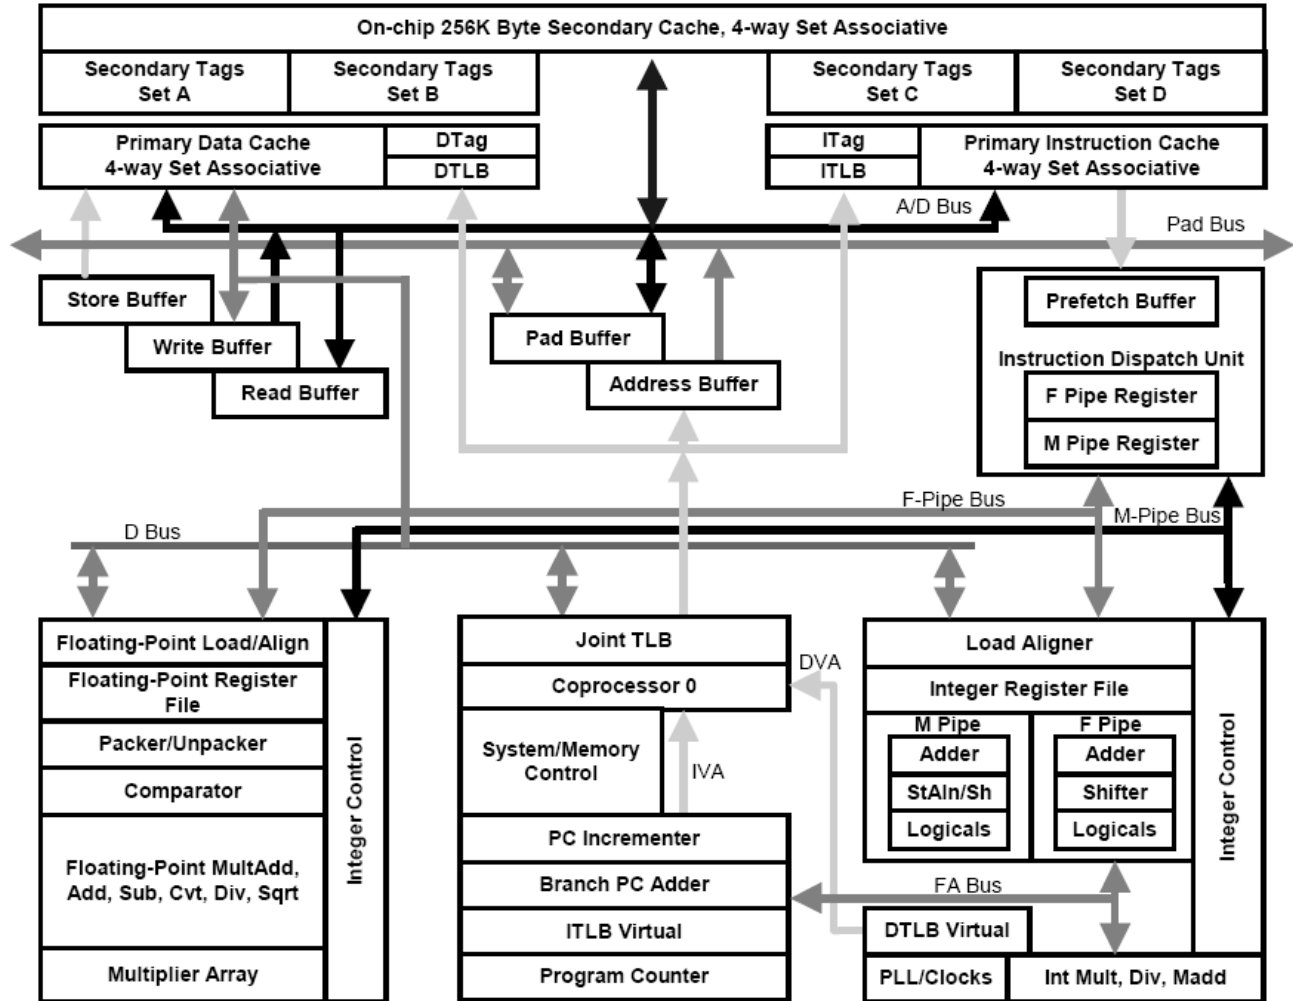 On-chip 256K Byte Secondary Cache, 4-way Set Associative
Secondary Tags
Set A
Secondary Tags
Set B
Secondary Tags
Set C
Secondary Tags
Set D
Primary Data Cache
4-way Set Associative
DTag
DTLB
ITag
ITLB
Primary Instruction Cache
4-way Set Associative
A/D Bus
Pad Bus
Store Buffer
Write Buffer
Read Buffer
Pad Buffer
Address Buffer
Prefetch Buffer
Instruction Dispatch Unit
F Pipe Register
M Pipe Register
F-Pipe Bus
M-Pipe Bus
D Bus
Floating-Point Load/Align
Floating-Point Register
File
Packer/Unpacker
Comparator
Floating-Point MultAdd,
Add, Sub, Cvt, Div, Sqrt
Multiplier Array
Integer Control
Joint TLB
Coprocessor 0
System/Memory
Control
IVA
DVA
PC Incrementer
Branch PC Adder
ITLB Virtual
Program Counter
Load Aligner
Integer Register File
M Pipe
Adder
StAln/Sh
Logicals
F Pipe
Adder
Shifter
Logicals
Integer Control
FA Bus
DTLB Virtual
PLL/Clocks
Int Mult, Div, Madd